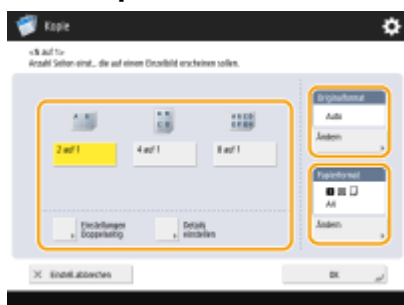 Kopie
<N auf 1>
Anzahl Seiten einst., die auf einem Einzelbild erscheinen sollen.
Originalformat
Auto
Ändern
2 auf 1
4 auf 1
8 auf 1
Papierformat
A4
Ändern
Einstellungen Doppelseitig
Details einstellen
Einstell. abbrechen
OK